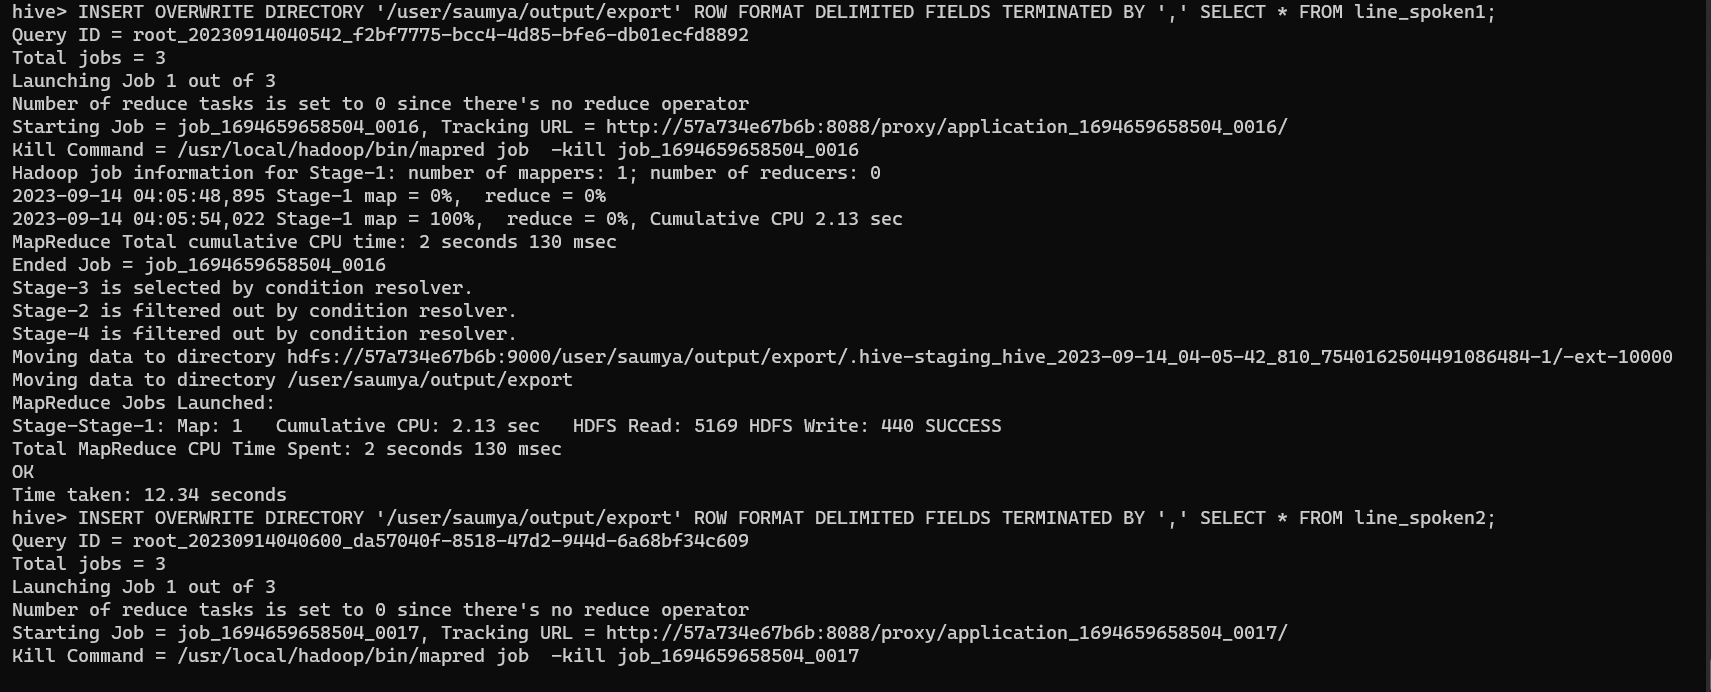 hive> INSERT OVERWRITE DIRECTORY '/user/saumya/output/export' ROW FORMAT DELIMITED FIELDS TERMINATED BY ',' SELECT * FROM line_spoken1;
Query ID = root_20230914040542_f2bf7775-bcc4-4d85-bfe6-db01ecfd8892
Total jobs = 3
Launching Job 1 out of 3
Number of reduce tasks is set to 0 since there's no reduce operator
Starting Job = job_1694659658504_0016, Tracking URL = http://57a734e67b6b:8088/proxy/application_1694659658504_0016/
Kill Command = /usr/local/hadoop/bin/mapred job  -kill job_1694659658504_0016
Hadoop job information for Stage-1: number of mappers: 1; number of reducers: 0
2023-09-14 04:05:48,895 Stage-1 map = 0%,  reduce = 0%
2023-09-14 04:05:54,022 Stage-1 map = 100%,  reduce = 0%, Cumulative CPU 2.13 sec
MapReduce Total cumulative CPU time: 2 seconds 130 msec
Ended Job = job_1694659658504_0016
Stage-3 is selected by condition resolver.
Stage-2 is filtered out by condition resolver.
Stage-4 is filtered out by condition resolver.
Moving data to directory hdfs://57a734e67b6b:9000/user/saumya/output/export/.hive-staging_hive_2023-09-14_04-05-42_810_7540162504491086484-1/-ext-10000
Moving data to directory /user/saumya/output/export
MapReduce Jobs Launched:
Stage-Stage-1: Map: 1   Cumulative CPU: 2.13 sec   HDFS Read: 5169 HDFS Write: 440 SUCCESS
Total MapReduce CPU Time Spent: 2 seconds 130 msec
OK
Time taken: 12.34 seconds
hive> INSERT OVERWRITE DIRECTORY '/user/saumya/output/export' ROW FORMAT DELIMITED FIELDS TERMINATED BY ',' SELECT * FROM line_spoken2;
Query ID = root_20230914040600_da57040f-8518-47d2-944d-6a68bf34c609
Total jobs = 3
Launching Job 1 out of 3
Number of reduce tasks is set to 0 since there's no reduce operator
Starting Job = job_1694659658504_0017, Tracking URL = http://57a734e67b6b:8088/proxy/application_1694659658504_0017/
Kill Command = /usr/local/hadoop/bin/mapred job  -kill job_1694659658504_0017